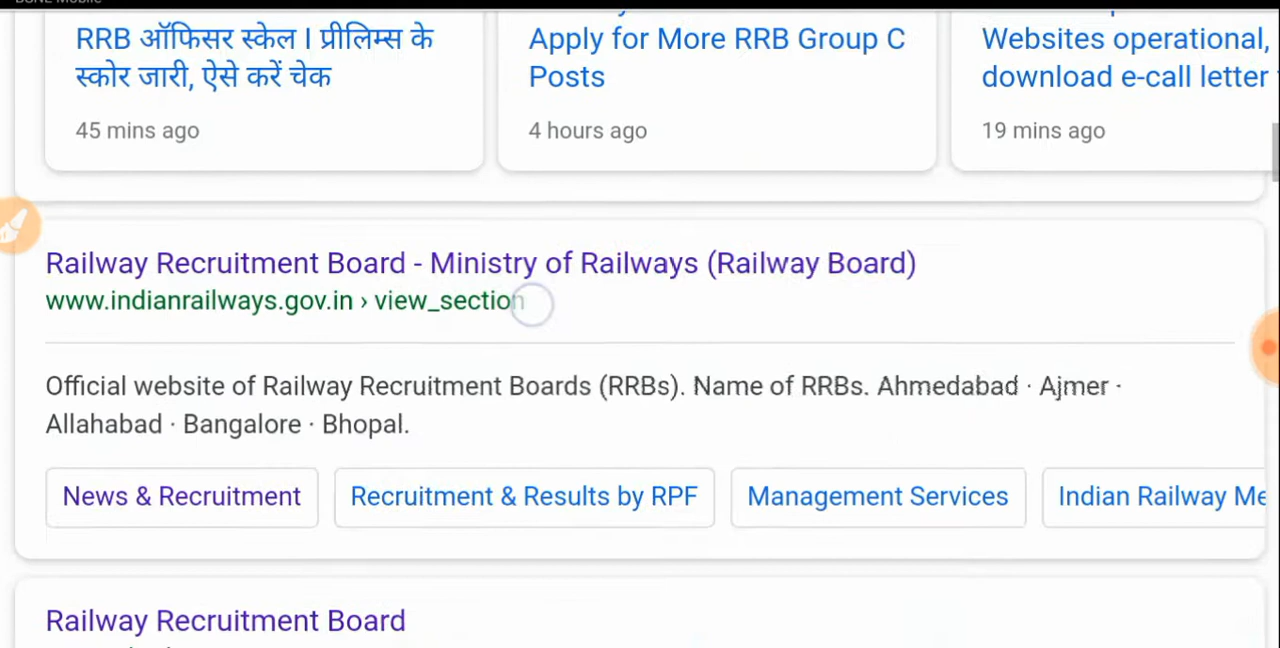 RRB ऑफिसर स्केल I प्रीलिम्स के
स्कोर जारी, ऐसे करें चेक
45 mins ago
Apply for More RRB Group C
Posts
4 hours ago
Websites operational,
download e-call letter
19 mins ago
Railway Recruitment Board - Ministry of Railways (Railway Board)
www.indianrailways.gov.in › view_section
Official website of Railway Recruitment Boards (RRBs). Name of RRBs. Ahmedabad · Ajmer ·
Allahabad · Bangalore · Bhopal.
News & Recruitment
Recruitment & Results by RPF
Management Services
Indian Railway Me
Railway Recruitment Board